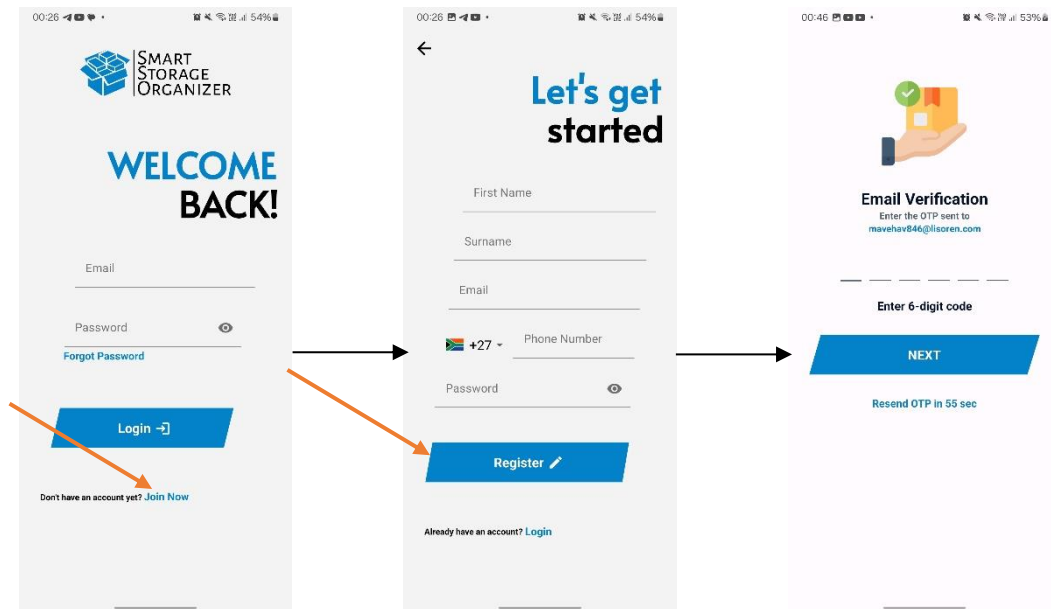 00:26
54%
SMART
STORAGE
ORGANIZER
WELCOME
BACK!
Email
Password
Forgot Password
Login
Don't have an account yet? Join Now
00:26
54%
Let's get
started
First Name
Surname
Email
+27
Phone Number
Password
Register
Already have an account? Login
00:46
53%
Email Verification
Enter the OTP sent to
mavehav846@lisoren.com
Enter 6-digit code
NEXT
Resend OTP in 55 sec